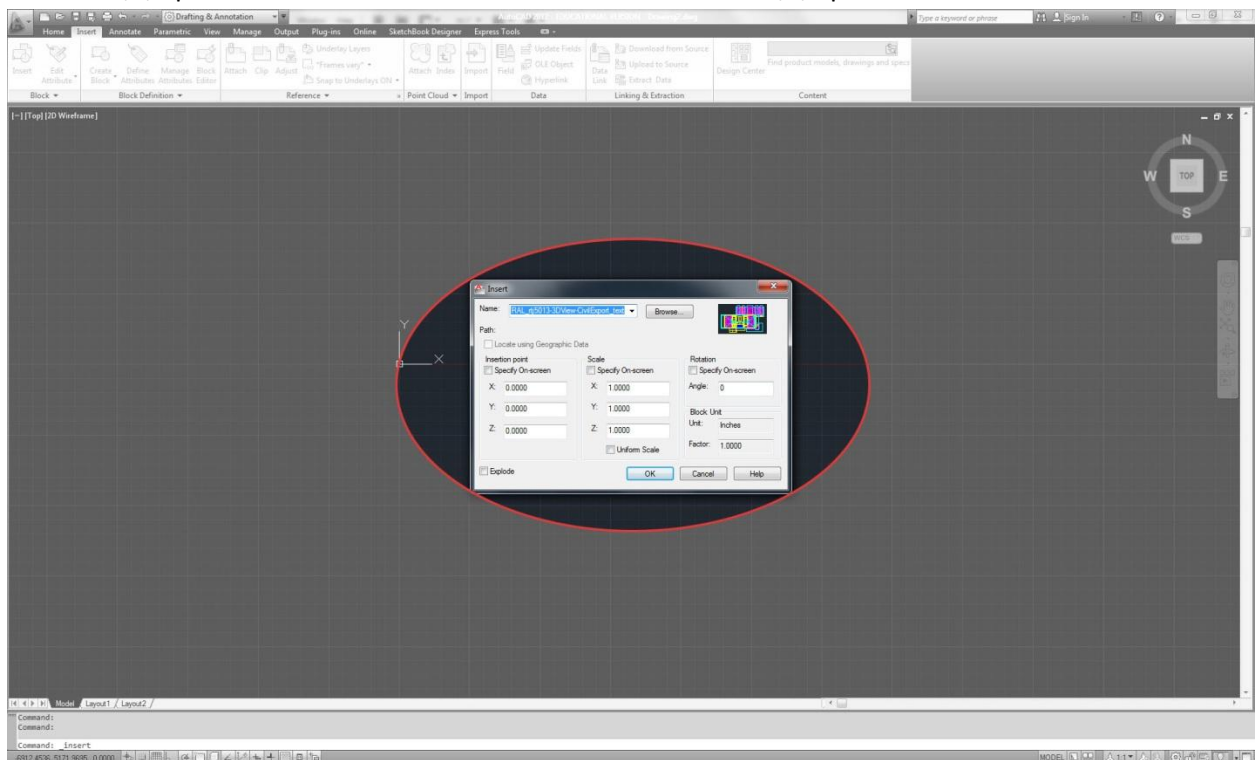 Drafting & Annotation
Type a keyword or phrase
Sign In
Home Insert Annotate Parametric View Manage Output Plug-ins Online SketchBook Designer Express Tools
Insert
Edit Attribute
Create Block
Define Attributes
Manage Attributes
Block Editor
Attach
Clip
Adjust
Underlay Layers
*Frames vary*
Snap to Underlays ON
Attach
Index
Import
Field
Update Fields
OLE Object
Hyperlink
Data Link
Download from Source
Upload to Source
Extract Data
Design Center
Find product models, drawings and specs
Block
Block Definition
Reference
Point Cloud
Import
Data
Linking & Extraction
Content
[−] [Top] [2D Wireframe]
N
W TOP E
S
WCS
Y
X
Insert
Name: Browse...
Path:
Locate using Geographic Data
Insertion point Scale Rotation
Specify On-screen Specify On-screen Specify On-screen
X: 0.0000 X: 1.0000 Angle: 0
Y: 0.0000 Y: 1.0000 Block Unit
Z: 0.0000 Z: 1.0000 Unit: Inches
Uniform Scale Factor: 1.0000
Explode OK Cancel Help
Model Layout1 Layout2
Command:
Command:
Command: _insert
MODEL